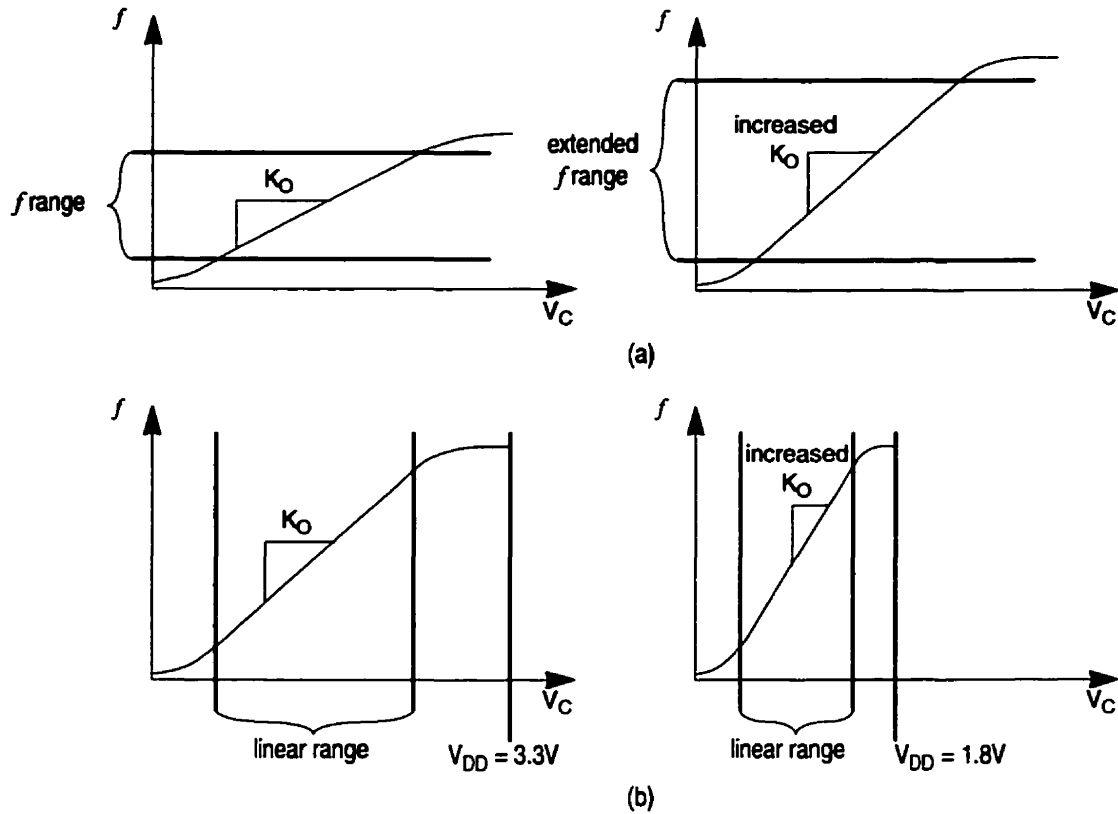 f
f
increased
K_O
extended
f range
K_O
f range
V_C
V_C
(a)
f
f
increased
K_O
K_O
V_C
V_C
linear range
V_DD = 3.3V
linear range
V_DD = 1.8V
(b)